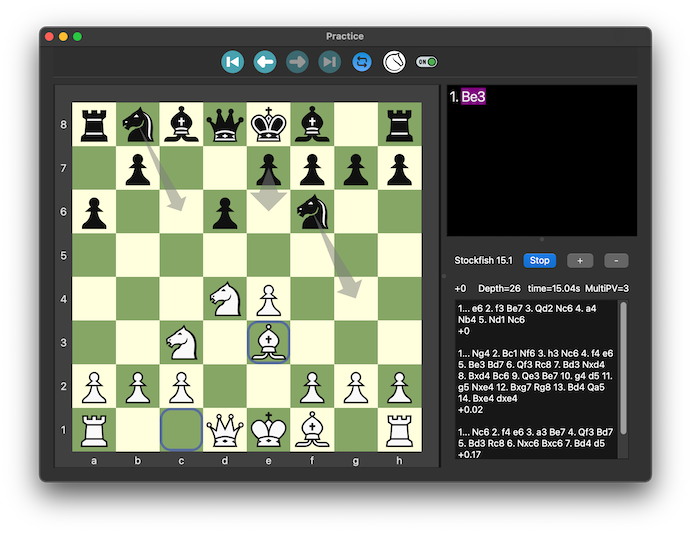 Practice
ON
8
7
6
5
4
3
2
1
a b c d e f g h
1. Be3
Stockfish 15.1 Stop + -
+0 Depth=26 time=15.04s MultiPV=3
1... e6 2. f3 Be7 3. Qd2 Nc6 4. a4
Nb4 5. Nd1 Nc6
+0
1... Ng4 2. Bc1 Nf6 3. h3 Nc6 4. f4 e6
5. Be3 Bd7 6. Qf3 Rc8 7. Bd3 Nxd4
8. Bxd4 Bc6 9. Qe3 Be7 10. g4 d5 11.
g5 Nxe4 12. Bxg7 Rg8 13. Bd4 Qa5
14. Bxe4 dxe4
+0.02
1... Nc6 2. f4 e6 3. a3 Be7 4. Qf3 Bd7
5. Bd3 Rc8 6. Nxc6 Bxc6 7. Bd4 d5
+0.17